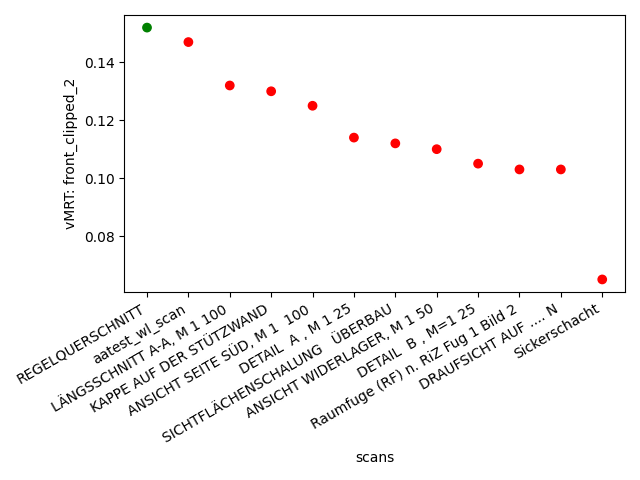 0.14
0.12
0.10
0.08
vMRT: front_clipped_2
REGELQUERSCHNITT
aatest_wl_scan
LÄNGSSCHNITT A-A, M 1 100
KAPPE AUF DER STÜTZWAND
ANSICHT SEITE SÜD, M 1  100
DETAIL  A , M 1 25
SICHTFLÄCHENSCHALUNG   ÜBERBAU
ANSICHT WIDERLAGER, M 1 50
DETAIL  B , M=1 25
Raumfuge (RF) n. RiZ Fug 1 Bild 2
DRAUFSICHT AUF .... N
Sickerschacht
scans